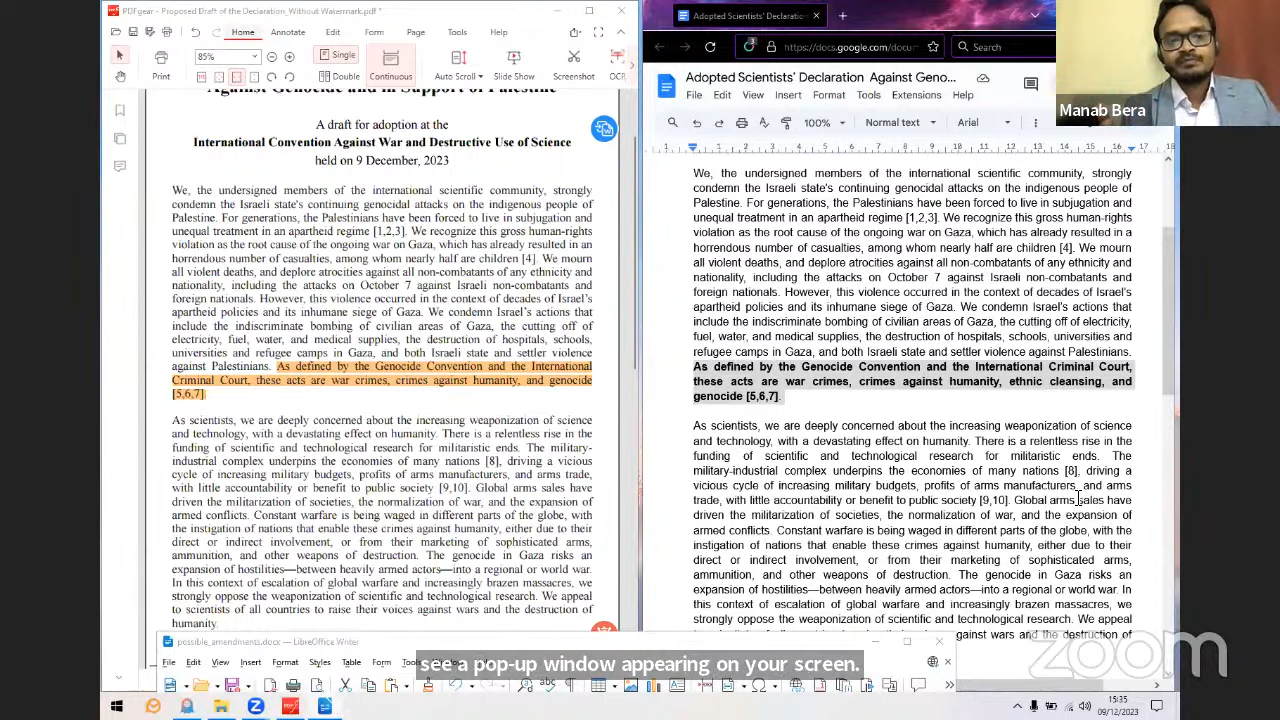 PDFgear - Proposed Draft of the Declaration_Without Watermark.pdf *
Home Annotate Edit Form Page Tools Help
85%
Print
Single
Double
Continuous
Auto Scroll
Slide Show
Screenshot
OCR
Against Genocide and in Support of Palestine
A draft for adoption at the
International Convention Against War and Destructive Use of Science
held on 9 December, 2023
We, the undersigned members of the international scientific community, strongly
condemn the Israeli state's continuing genocidal attacks on the indigenous people of
Palestine. For generations, the Palestinians have been forced to live in subjugation and
unequal treatment in an apartheid regime [1,2,3]. We recognize this gross human-rights
violation as the root cause of the ongoing war on Gaza, which has already resulted in an
horrendous number of casualties, among whom nearly half are children [4]. We mourn
all violent deaths, and deplore atrocities against all non-combatants of any ethnicity and
nationality, including the attacks on October 7 against Israeli non-combatants and
foreign nationals. However, this violence occurred in the context of decades of Israel's
apartheid policies and its inhumane siege of Gaza. We condemn Israel's actions that
include the indiscriminate bombing of civilian areas of Gaza, the cutting off of
electricity, fuel, water, and medical supplies, the destruction of hospitals, schools,
universities and refugee camps in Gaza, and both Israeli state and settler violence
against Palestinians. As defined by the Genocide Convention and the International
Criminal Court, these acts are war crimes, crimes against humanity, and genocide
[5,6,7].
As scientists, we are deeply concerned about the increasing weaponization of science
and technology, with a devastating effect on humanity. There is a relentless rise in the
funding of scientific and technological research for militaristic ends. The military-
industrial complex underpins the economies of many nations [8], driving a vicious
cycle of increasing military budgets, profits of arms manufacturers, and arms trade,
with little accountability or benefit to public society [9,10]. Global arms sales have
driven the militarization of societies, the normalization of war, and the expansion of
armed conflicts. Constant warfare is being waged in different parts of the globe, with
the instigation of nations that enable these crimes against humanity, either due to their
direct or indirect involvement, or from their marketing of sophisticated arms,
ammunition, and other weapons of destruction. The genocide in Gaza risks an
expansion of hostilities—between heavily armed actors—into a regional or world war.
In this context of escalation of global warfare and increasingly brazen massacres, we
strongly oppose the weaponization of scientific and technological research. We appeal
to scientists of all countries to raise their voices against wars and the destruction of
humanity.
Adopted Scientists' Declaration
https://docs.google.com/docum
Search
Adopted Scientists' Declaration Against Geno...
File Edit View Insert Format Tools Extensions Help
100% Normal text Arial
1 1 2 3 4 5 6 7 8 9 10 11 12 13 14 15 16 17 18
We, the undersigned members of the international scientific community, strongly
condemn the Israeli state's continuing genocidal attacks on the indigenous people of
Palestine. For generations, the Palestinians have been forced to live in subjugation and
unequal treatment in an apartheid regime [1,2,3]. We recognize this gross human-rights
violation as the root cause of the ongoing war on Gaza, which has already resulted in an
horrendous number of casualties, among whom nearly half are children [4]. We mourn
all violent deaths, and deplore atrocities against all non-combatants of any ethnicity and
nationality, including the attacks on October 7 against Israeli non-combatants and
foreign nationals. However, this violence occurred in the context of decades of Israel's
apartheid policies and its inhumane siege of Gaza. We condemn Israel's actions that
include the indiscriminate bombing of civilian areas of Gaza, the cutting off of electricity,
fuel, water, and medical supplies, the destruction of hospitals, schools, universities and
refugee camps in Gaza, and both Israeli state and settler violence against Palestinians.
As defined by the Genocide Convention and the International Criminal Court,
these acts are war crimes, crimes against humanity, ethnic cleansing, and
genocide [5,6,7].
As scientists, we are deeply concerned about the increasing weaponization of science
and technology, with a devastating effect on humanity. There is a relentless rise in the
funding of scientific and technological research for militaristic ends. The
military-industrial complex underpins the economies of many nations [8], driving a
vicious cycle of increasing military budgets, profits of arms manufacturers, and arms
trade, with little accountability or benefit to public society [9,10]. Global arms sales have
driven the militarization of societies, the normalization of war, and the expansion of
armed conflicts. Constant warfare is being waged in different parts of the globe, with the
instigation of nations that enable these crimes against humanity, either due to their
direct or indirect involvement, or from their marketing of sophisticated arms,
ammunition, and other weapons of destruction. The genocide in Gaza risks an
expansion of hostilities—between heavily armed actors—into a regional or world war. In
this context of escalation of global warfare and increasingly brazen massacres, we
strongly oppose the weaponization of scientific and technological research. We appeal
against wars and the destruction of
Manab Bera
possible_amendments.docx — LibreOffice Writer
File Edit View Insert Format Styles Table Form Tools
see a pop-up window appearing on your screen.
zoom
15:35
09/12/2023